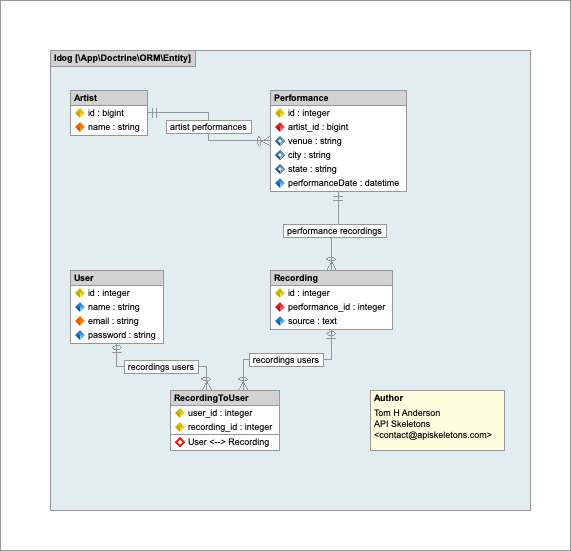 ldog [\App\Doctrine\ORM\Entity]
Artist
id : bigint
name : string
artist performances
Performance
id : integer
artist_id : bigint
venue : string
city : string
state : string
performanceDate : datetime
performance recordings
User
id : integer
name : string
email : string
password : string
Recording
id : integer
performance_id : integer
source : text
recordings users
recordings users
RecordingToUser
user_id : integer
recording_id : integer
User <--> Recording
Author
Tom H Anderson
API Skeletons
<contact@apiskeletons.com>